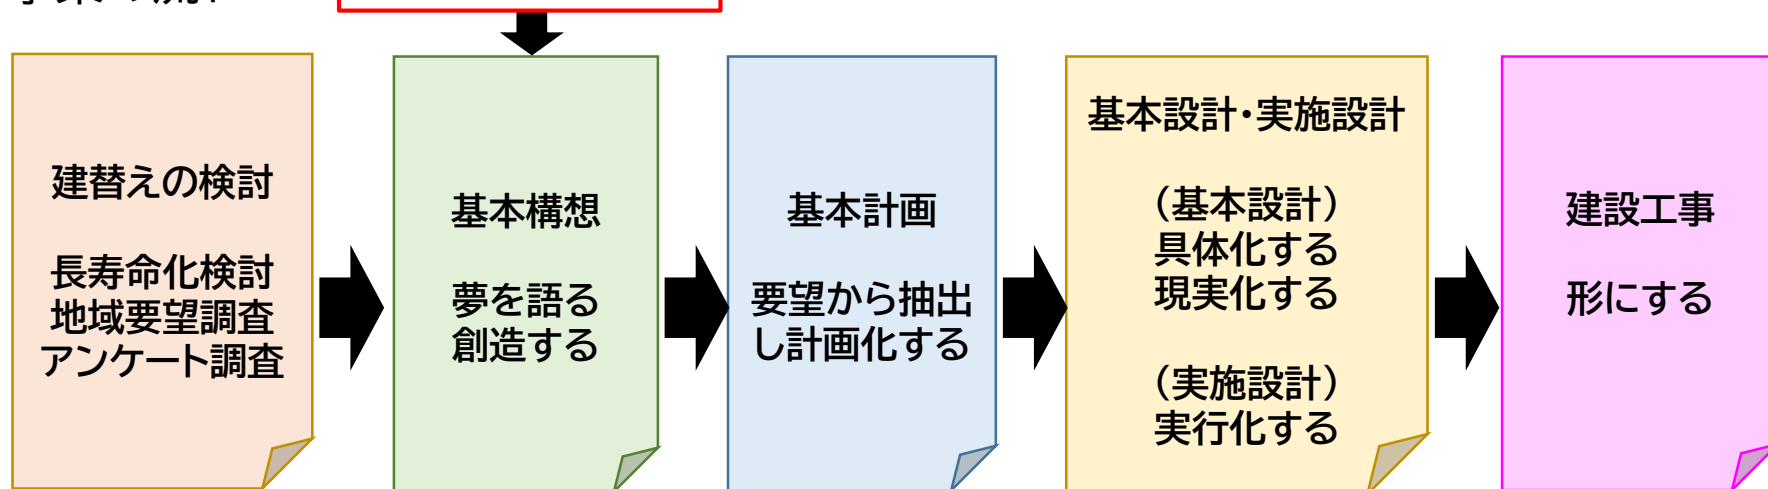 建替えの検討
長寿命化検討
地域要望調査
アンケート調査
基本構想
夢を語る
創造する
基本計画
要望から抽出
し計画化する
基本設計・実施設計
（基本設計）
具体化する
現実化する
（実施設計）
実行化する
建設工事
形にする